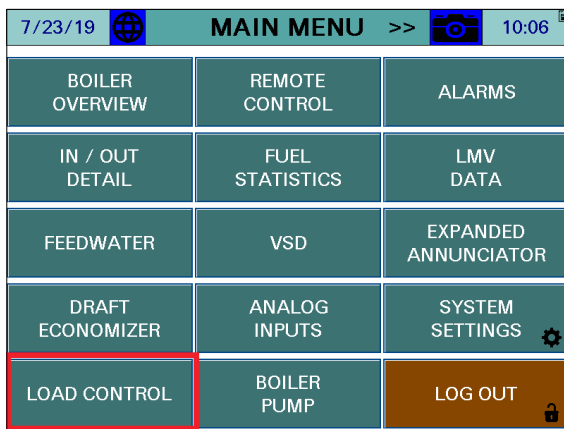 7/23/19 MAIN MENU >> 10:06
BOILER
OVERVIEW
REMOTE
CONTROL
ALARMS
IN / OUT
DETAIL
FUEL
STATISTICS
LMV
DATA
FEEDWATER
VSD
EXPANDED
ANNUNCIATOR
DRAFT
ECONOMIZER
ANALOG
INPUTS
SYSTEM
SETTINGS
LOAD CONTROL
BOILER
PUMP
LOG OUT